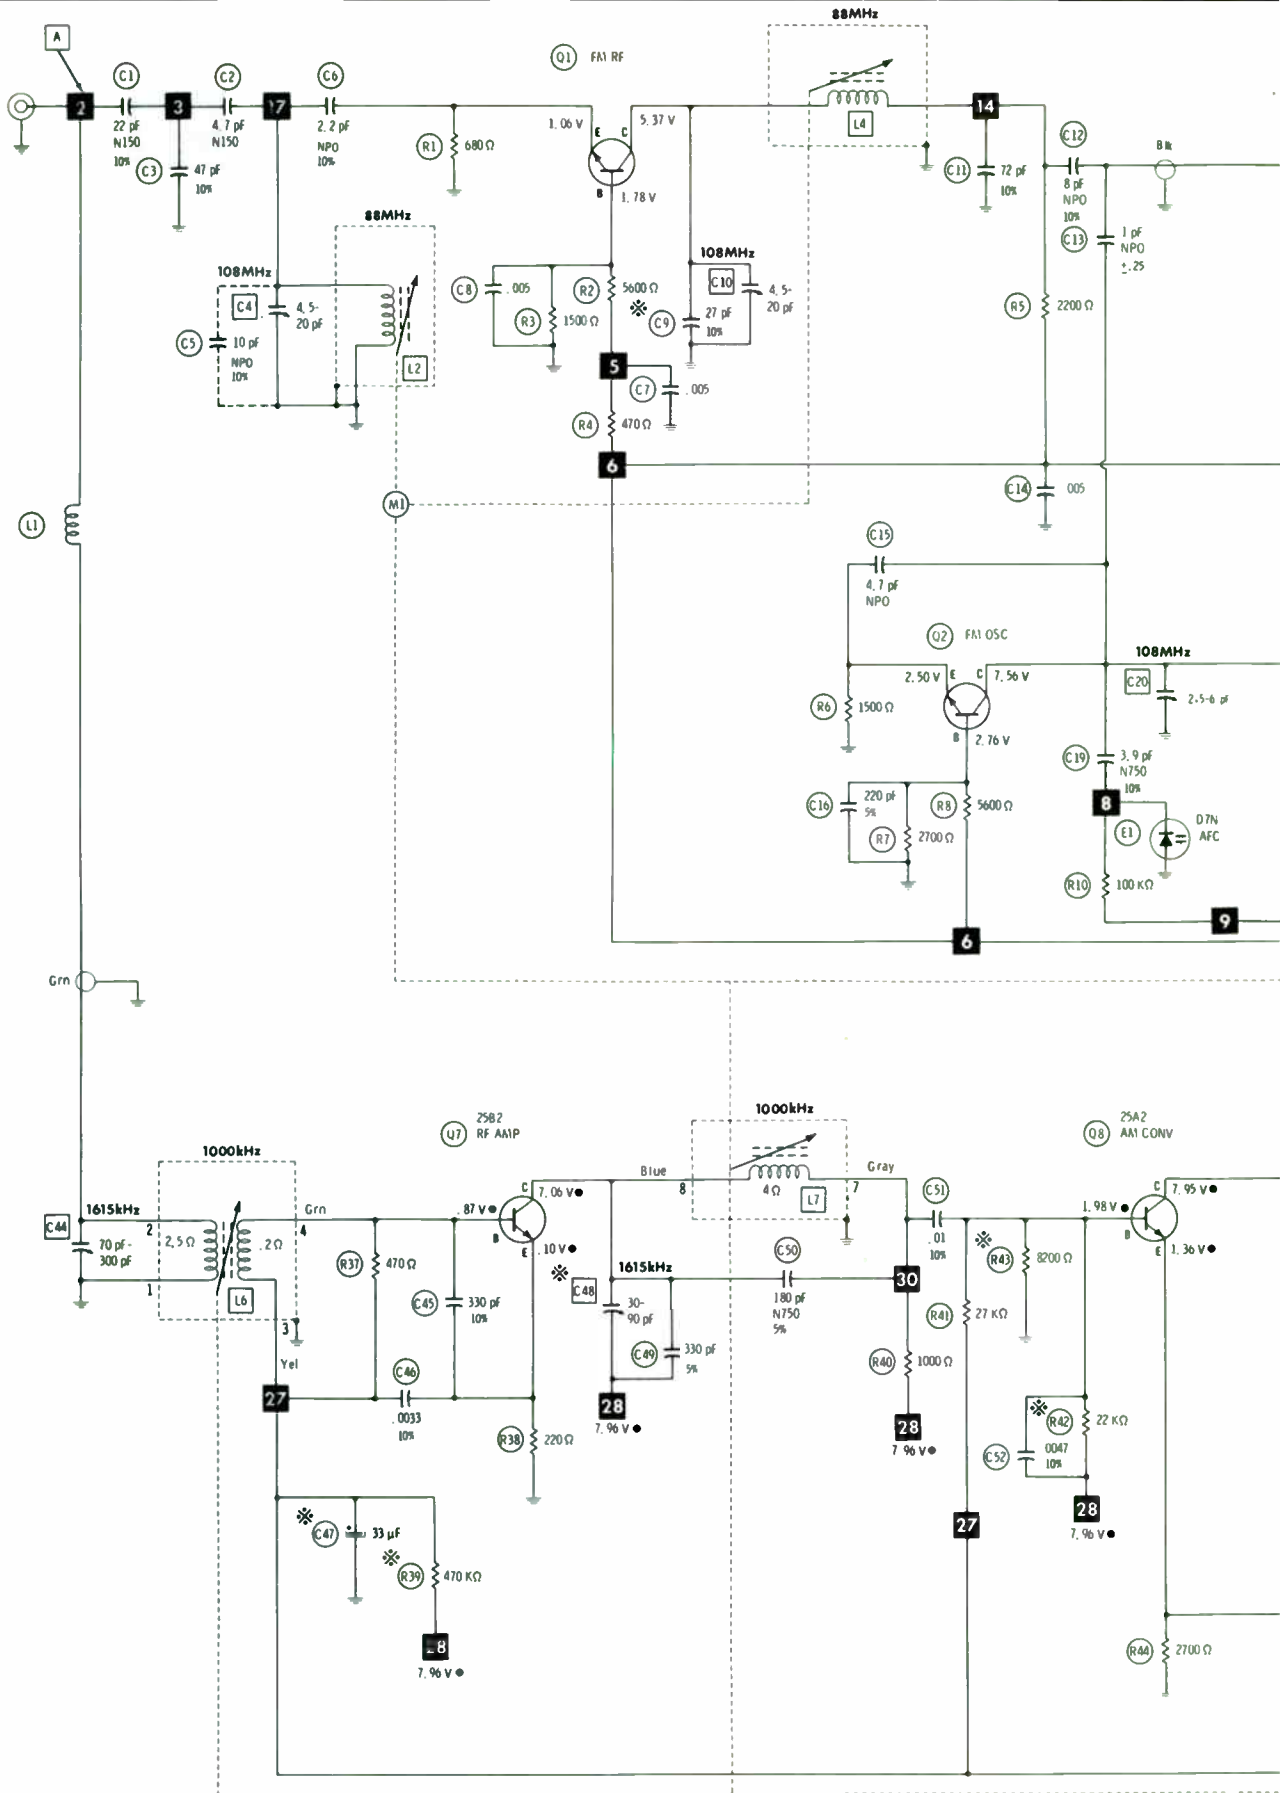 88MHz
A
C1
C2
C6
Q1 FM RF
2
3
17
22 pF
N150
10%
4.7 pF
N150
2.2 pF
NPO
10%
C3
47 pF
10%
R1
680 Ω
1.06 V
E
C
5.37 V
B
1.78 V
L4
14
C11
72 pF
10%
C12
8 pF
NPO
10%
Blk
C13
1 pF
NPO
±.25
88MHz
108MHz
C4
4.5-
20 pF
C5
10 pF
NPO
10%
L2
C8
.005
R3
1500 Ω
R2
5600 Ω
※
C9
27 pF
10%
108MHz
C10
4.5-
20 pF
5
C7
.005
R4
470 Ω
6
R5
2200 Ω
C14
005
M1
L1
C15
4.7 pF
NPO
Q2 FM OSC
2.50 V
E
C
7.56 V
B
2.76 V
R6
1500 Ω
108MHz
C20
2.5-6 pF
C19
3.9 pF
N750
10%
C16
220 pF
5%
R7
2700 Ω
R8
5600 Ω
8
E1
D7N
AFC
R10
100 KΩ
9
6
Grn
1000kHz
Q7
25B2
RF AMP
1000kHz
Q8
25A2
AM CONV
1615kHz
C44
70 pF-
300 pF
2
1
2.5 Ω
.2 Ω
L6
Grn
4
3
Yel
.87 V ●
B
C
7.06 V ●
E
.10 V ●
R37
470 Ω
C45
330 pF
10%
C46
.0033
10%
27
R38
220 Ω
Blue
8
4 Ω
L7
7
Gray
※
C48
1615kHz
30-
90 pF
C49
330 pF
5%
C50
180 pF
N750
5%
28
7.96 V ●
30
R40
1000 Ω
28
7.96 V ●
C51
.01
10%
R41
27 KΩ
※
R43
8200 Ω
1.98 V ●
B
C
7.95 V ●
E
1.36 V ●
※
R42
22 KΩ
C52
0047
10%
28
7.96 V ●
27
※
C47
33 μF
※
R39
470 KΩ
28
7.96 V ●
R44
2700 Ω